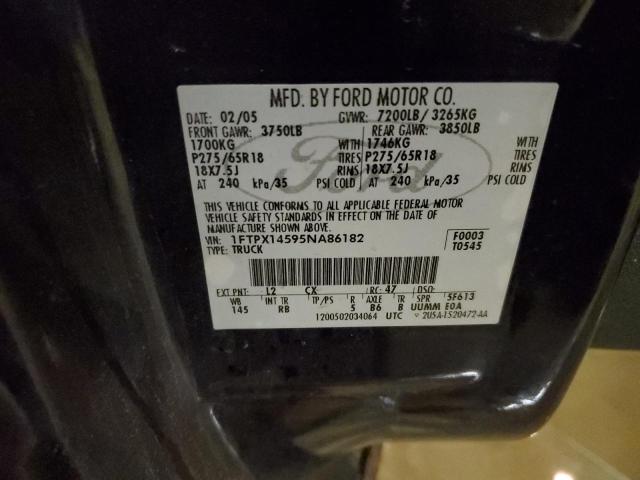 MFD. BY FORD MOTOR CO.
DATE: 02/05 GVWR: 7200LB/ 3265KG
FRONT GAWR: 3750LB REAR GAWR: 3850LB
1700KG WITH 1746KG WITH
P275/65R18 TIRES P275/65R18 TIRES
18X7.5J RIMS 18X7.5J RIMS
AT 240 kPa/35 PSI COLD AT 240 kPa/35 PSI COLD
Ford
THIS VEHICLE CONFORMS TO ALL APPLICABLE FEDERAL MOTOR
VEHICLE SAFETY STANDARDS IN EFFECT ON THE DATE OF
MANUFACTURE SHOWN ABOVE.
VIN: 1FTPX14595NA86182 F0003
TYPE: TRUCK T0545
EXT PNT: L2 CX RC: 47 DSO:
WB INT TR TP/PS R AXLE TR SPR 5F613
145 RB 5 B6 B UUMM E0A
1200502034064 UTC 2U5A-1520472-AA